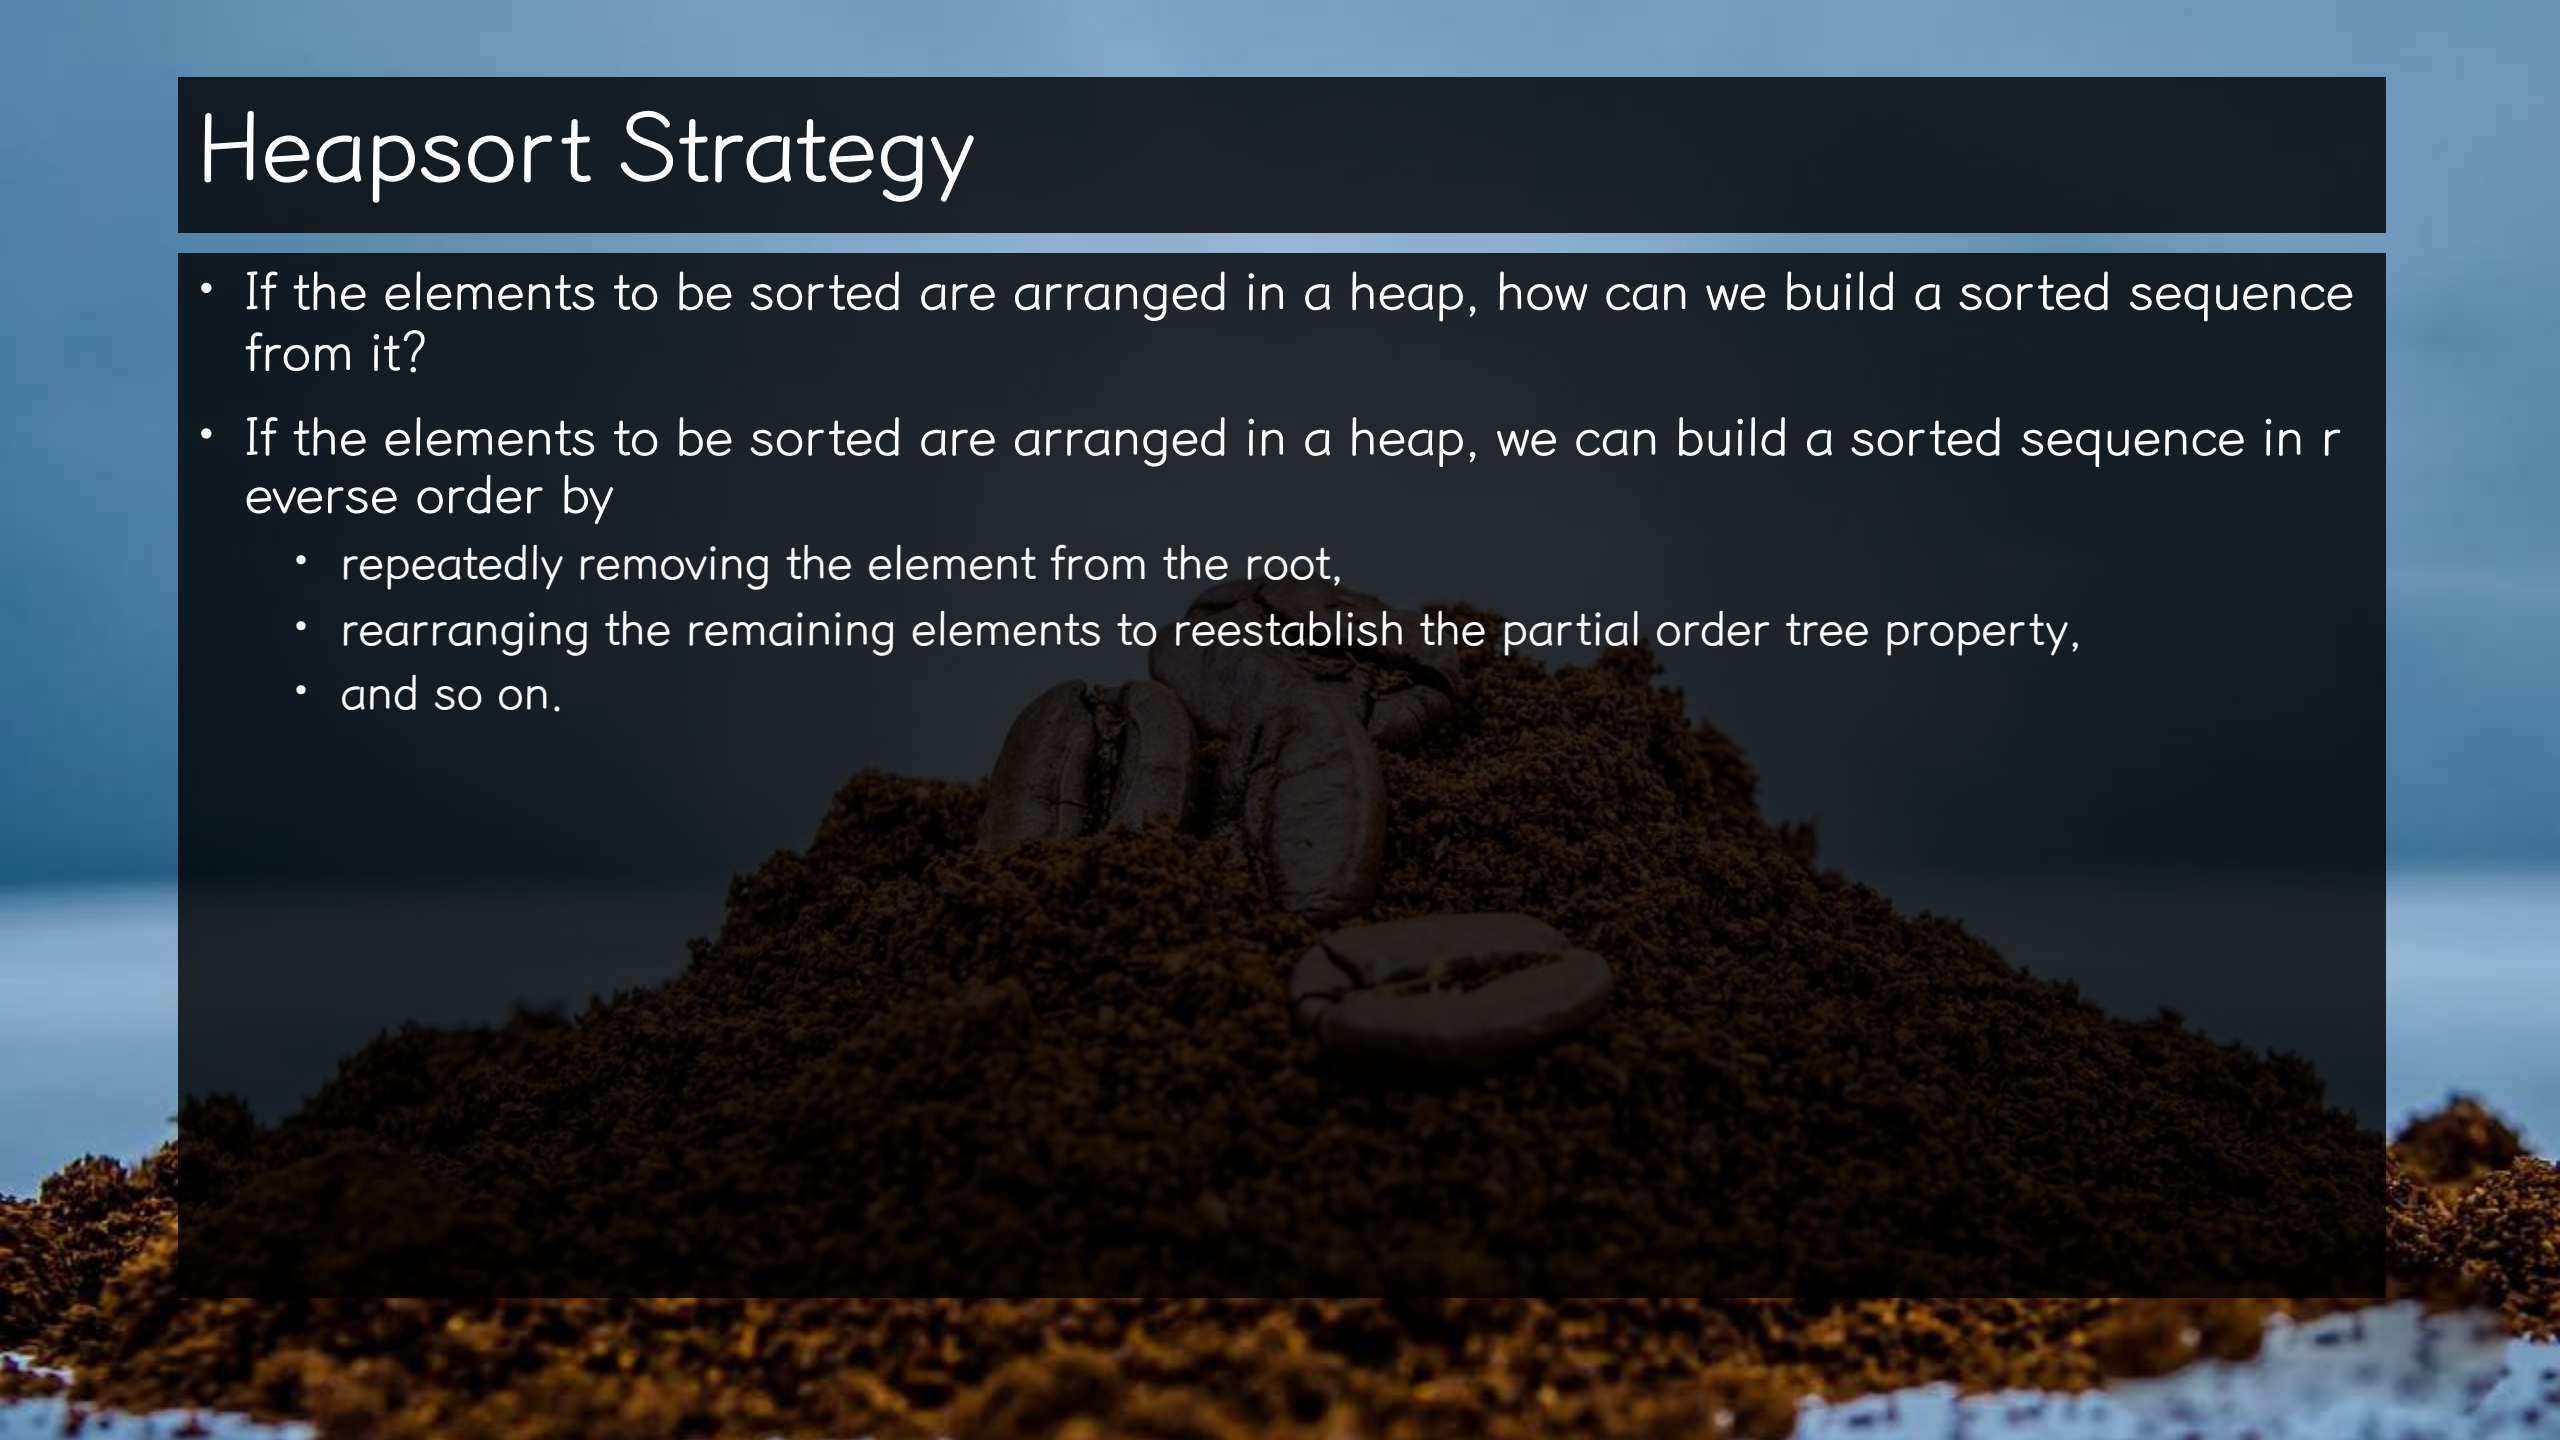 Heapsort Strategy
• If the elements to be sorted are arranged in a heap, how can we build a sorted sequence
from it?
• If the elements to be sorted are arranged in a heap, we can build a sorted sequence in r
everse order by
• repeatedly removing the element from the root,
• rearranging the remaining elements to reestablish the partial order tree property,
• and so on.